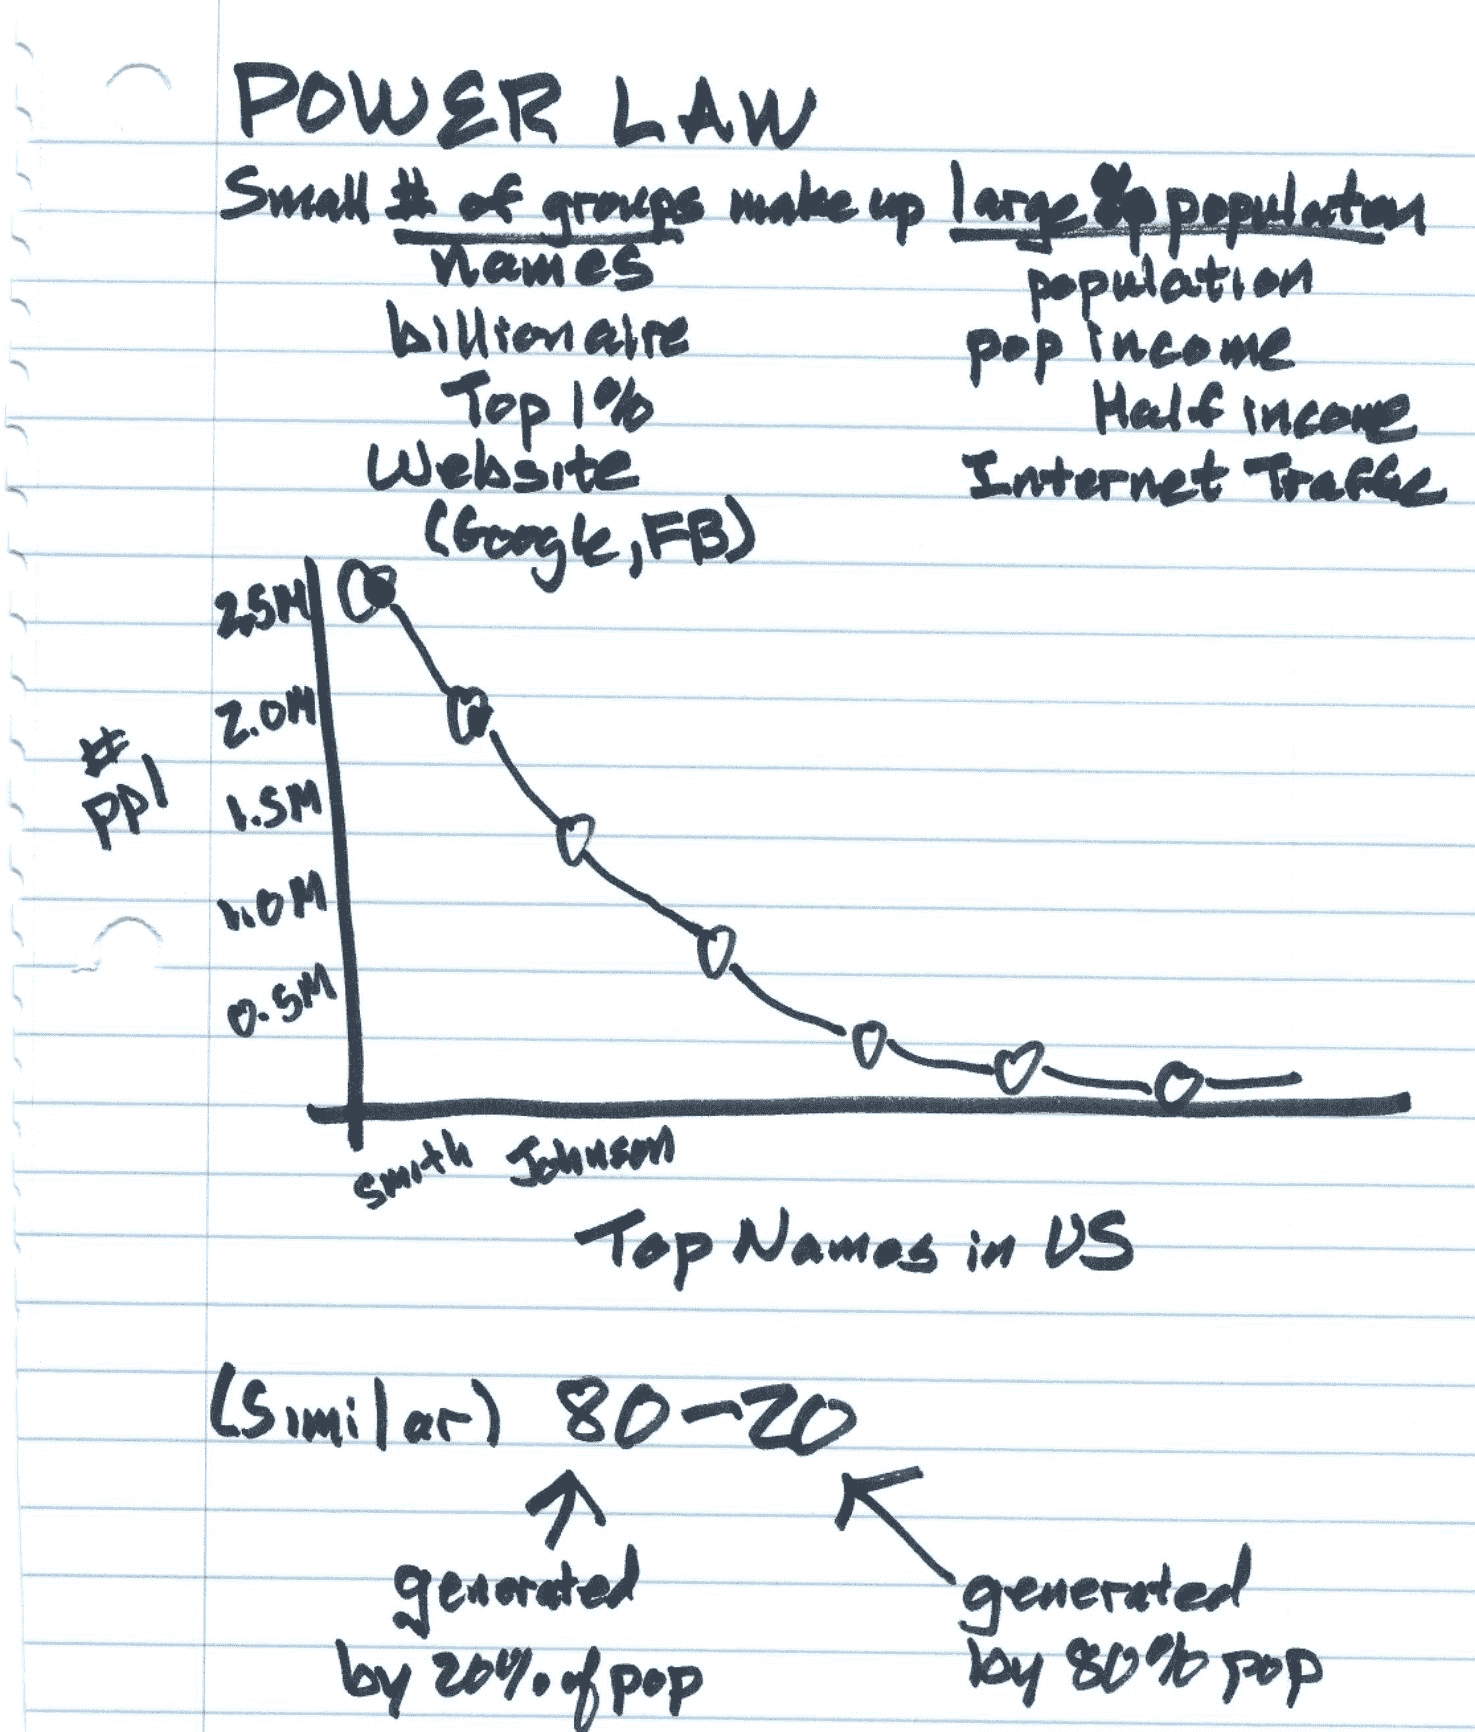 POWER LAW
Small # of groups make up large % population
names population
billionaire pop income
Top 1% Half income
Website Internet Traffic
(Google, FB)
2.5M
2.0M
# ppl
1.5M
1.0M
0.5M
Smith Johnson
Top Names in US
(Similar) 80-20
generated generated
by 20% of pop by 80% pop